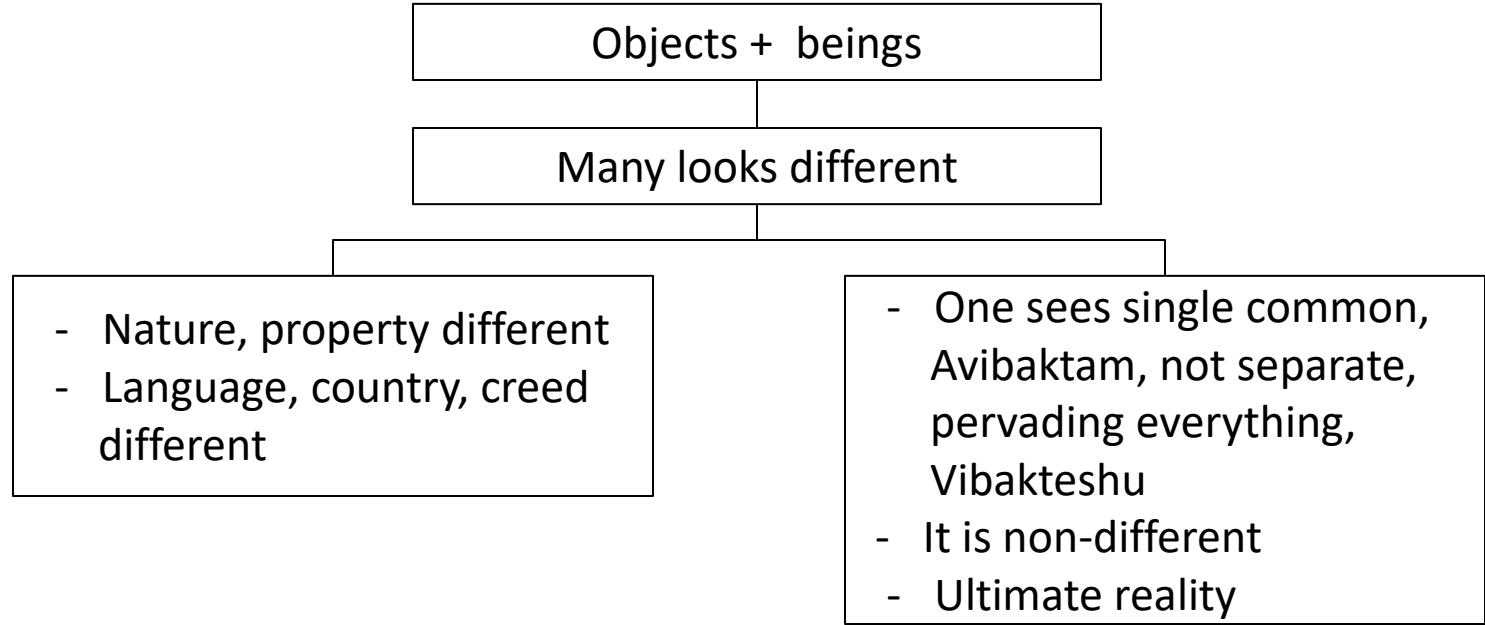 Objects + beings
Many looks different
- Nature, property different
- Language, country, creed
different
- One sees single common,
Avibaktam, not separate,
pervading everything,
Vibakteshu
- It is non-different
- Ultimate reality